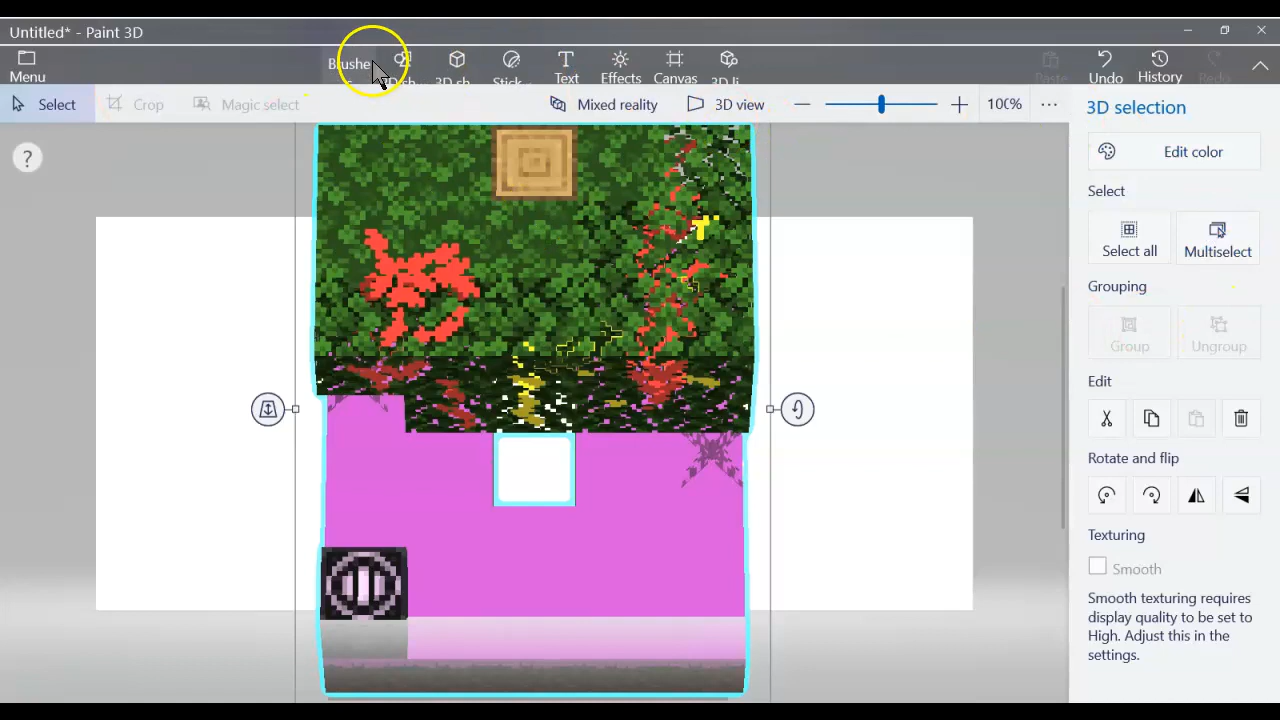 Untitled* - Paint 3D
Menu
Brushe
Text
Effects
Canvas
Paste
Undo
History
Redo
Select
Crop
Magic select
Mixed reality
3D view
100%
3D selection
?
Edit color
Select
Select all
Multiselect
Grouping
Group
Ungroup
Edit
Rotate and flip
Texturing
Smooth
Smooth texturing requires
display quality to be set to
High. Adjust this in the
settings.